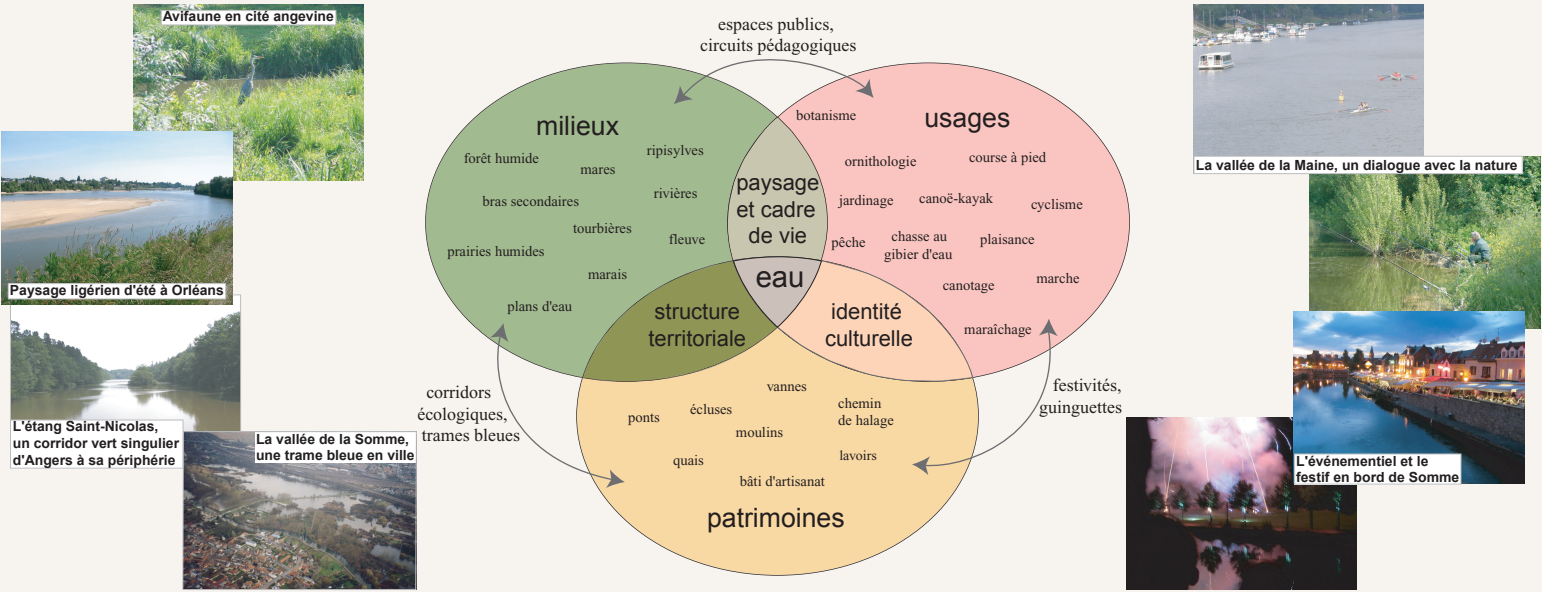 Avifaune en cité angevine
Paysage ligérien d'été à Orléans
L'étang Saint-Nicolas,
un corridor vert singulier
d'Angers à sa périphérie
La vallée de la Somme,
une trame bleue en ville
espaces publics,
circuits pédagogiques
milieux
forêt humide
ripisylves
mares
bras secondaires
rivières
tourbières
fleuve
prairies humides
marais
plans d'eau
paysage
et cadre
de vie
eau
structure
territoriale
identité
culturelle
usages
botanisme
ornithologie
course à pied
jardinage
canoë-kayak
cyclisme
pêche
chasse au
gibier d'eau
plaisance
canotage
marche
maraîchage
corridors
écologiques,
trames bleues
festivités,
guinguettes
vannes
ponts
écluses
chemin
de halage
moulins
quais
lavoirs
bâti d'artisanat
patrimoines
La vallée de la Maine, un dialogue avec la nature
L'événementiel et le
festif en bord de Somme